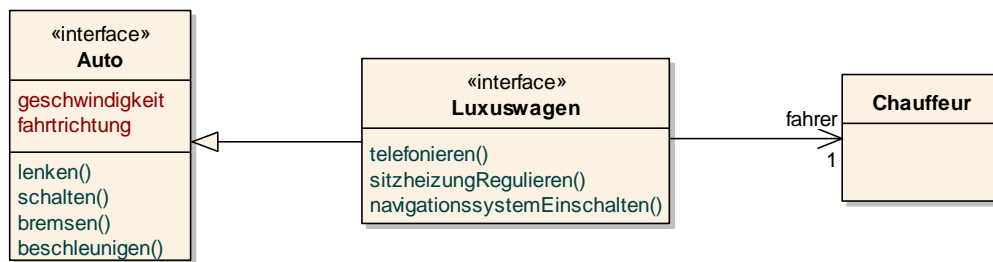 «interface»
Auto
geschwindigkeit
fahrtrichtung
lenken()
schalten()
bremsen()
beschleunigen()
«interface»
Luxuswagen
telefonieren()
sitzheizungRegulieren()
navigationssystemEinschalten()
fahrer
1
Chauffeur